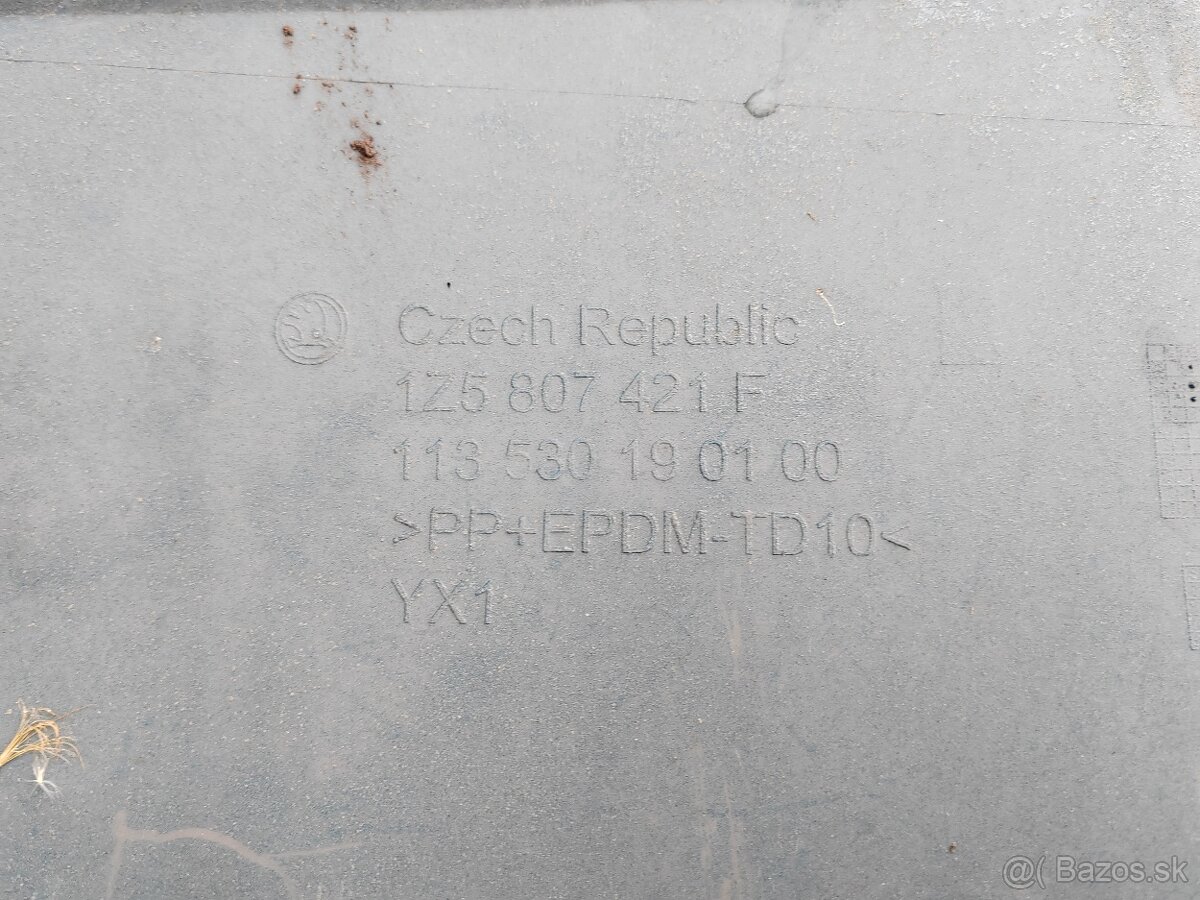 Czech Republic
1Z5 807 421 F
113 530 19 01 00
>PP+EPDM-TD10<
YX1
L
@( Bazos.sk